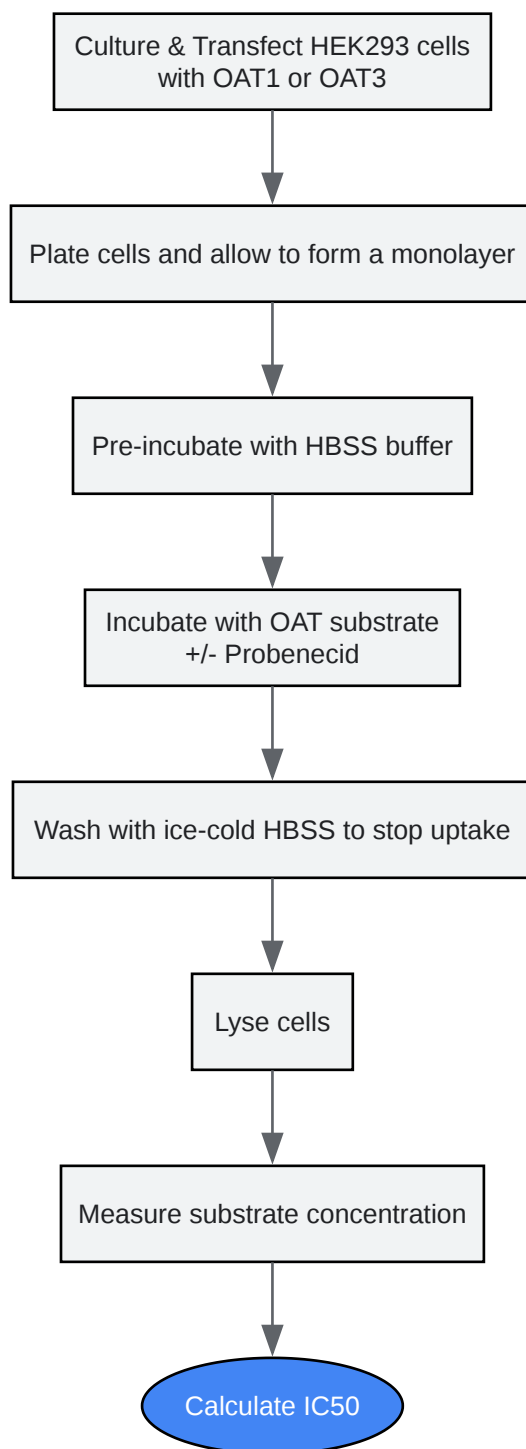 Culture & Transfect HEK293 cells
with OAT1 or OAT3
Plate cells and allow to form a monolayer
Pre-incubate with HBSS buffer
Incubate with OAT substrate
+/- Probenecid
Wash with ice-cold HBSS to stop uptake
Lyse cells
Measure substrate concentration
Calculate IC50